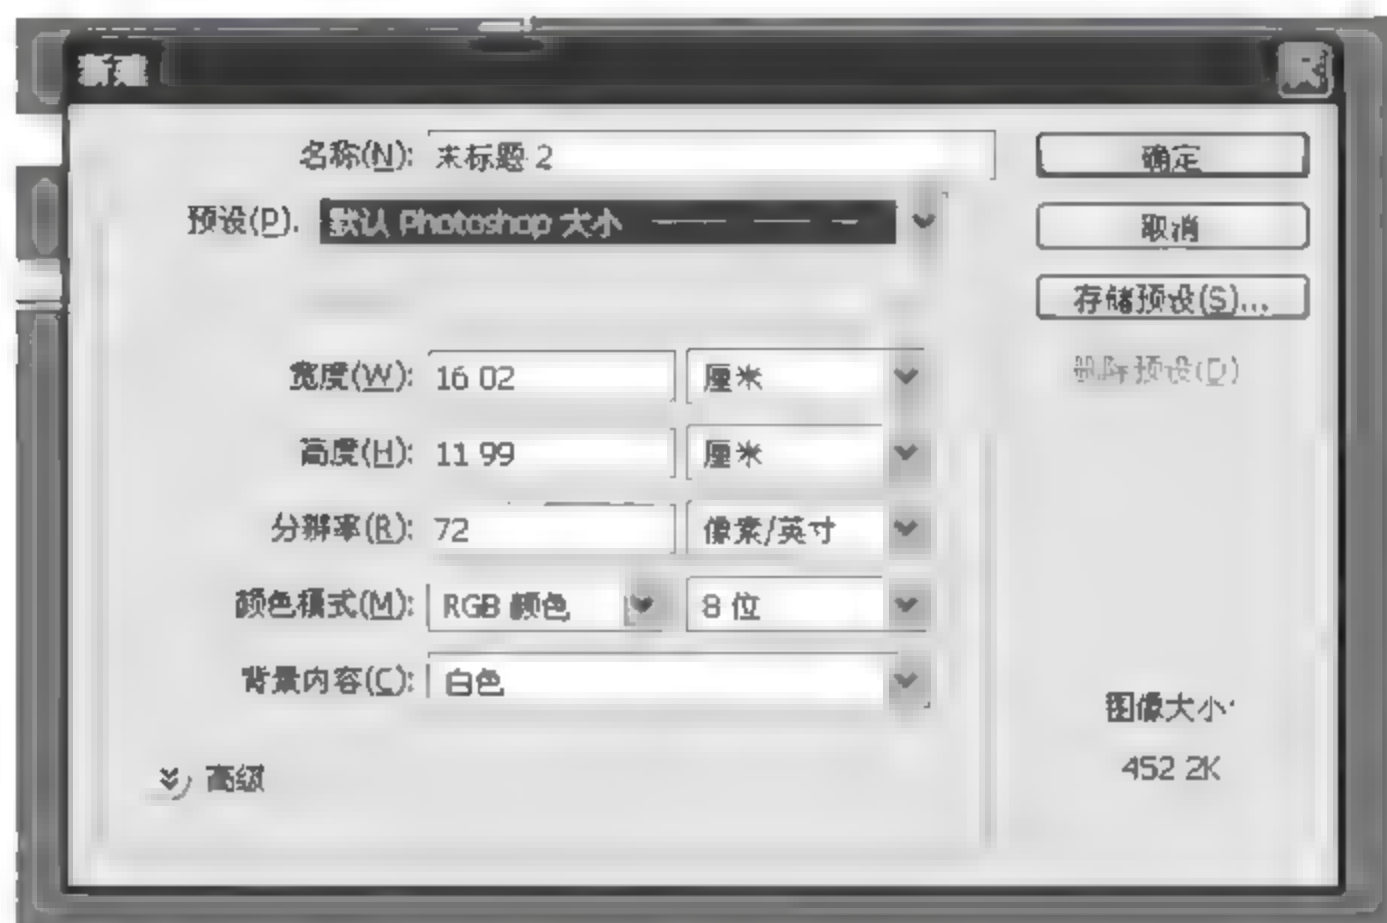 新建
名称(N): 未标题 2 确定
预设(P). 默认 Photoshop 大小 取消
存储预设(S)...
宽度(W): 16 02 厘米 删除预设(D)
高度(H): 11 99 厘米
分辨率(R): 72 像素/英寸
颜色模式(M): RGB 颜色 8 位
背景内容(C): 白色
图像大小·
高级 452 2K